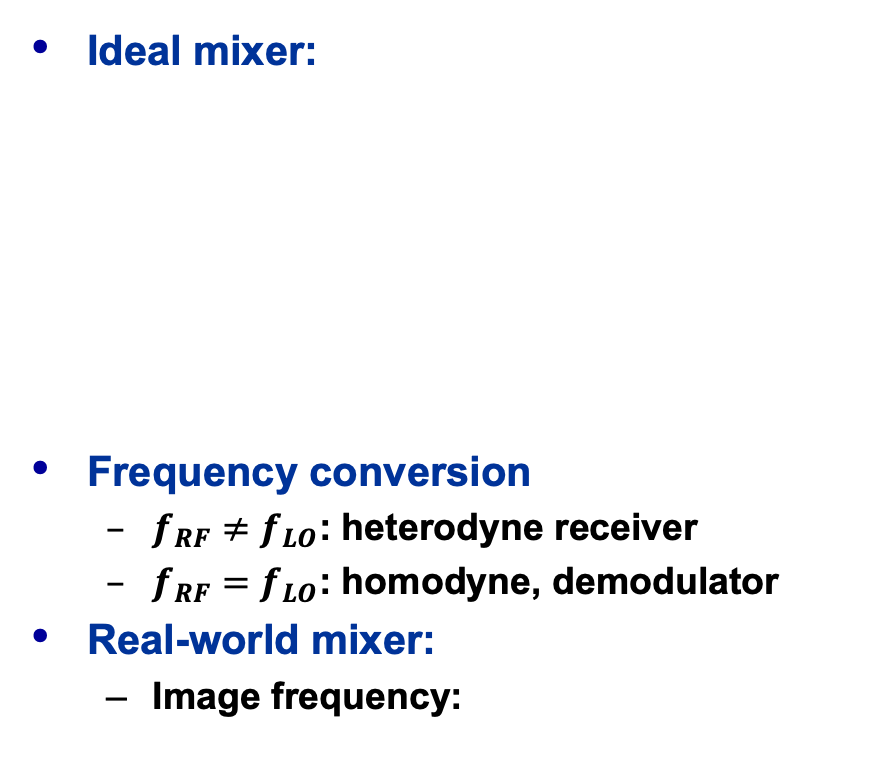 • Ideal mixer:
• Frequency conversion
– f_RF ≠ f_LO: heterodyne receiver
– f_RF = f_LO: homodyne, demodulator
• Real-world mixer:
– Image frequency: